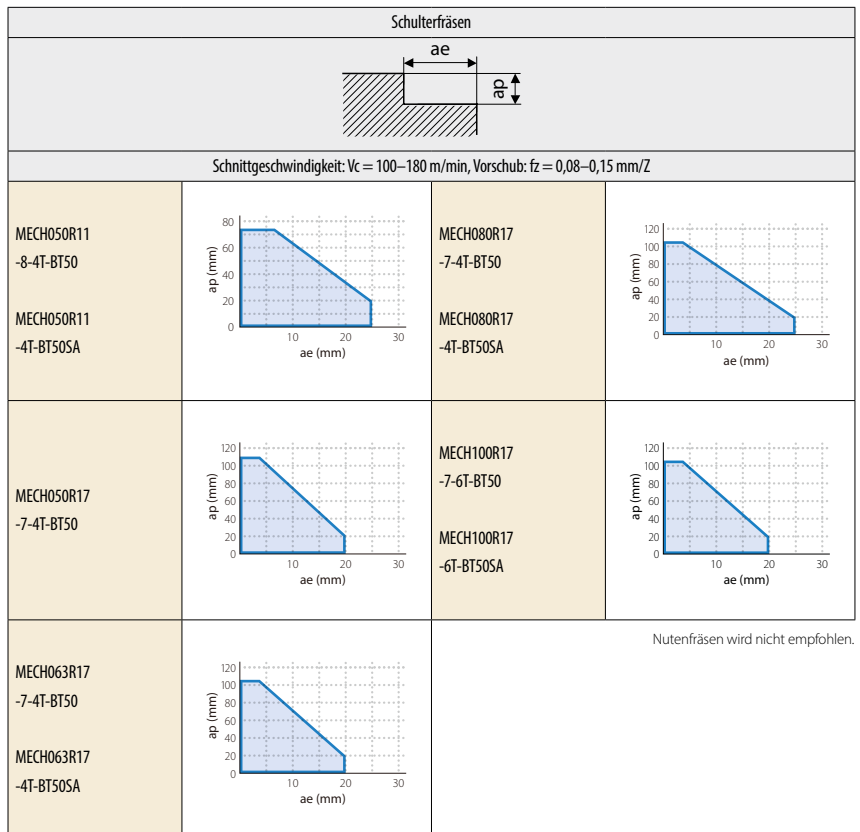 Schulterfräsen
ae
ap
Schnittgeschwindigkeit: Vc = 100–180 m/min, Vorschub: fz = 0,08–0,15 mm/Z
MECH050R11
-8-4T-BT50
MECH050R11
-4T-BT50SA
ap (mm)
80
60
40
20
0
10 20 30
ae (mm)
MECH080R17
-7-4T-BT50
MECH080R17
-4T-BT50SA
ap (mm)
120
100
80
60
40
20
0
10 20 30
ae (mm)
MECH050R17
-7-4T-BT50
ap (mm)
120
100
80
60
40
20
0
10 20 30
ae (mm)
MECH100R17
-7-6T-BT50
MECH100R17
-6T-BT50SA
ap (mm)
120
100
80
60
40
20
0
10 20 30
ae (mm)
MECH063R17
-7-4T-BT50
MECH063R17
-4T-BT50SA
ap (mm)
120
100
80
60
40
20
0
10 20 30
ae (mm)
Nutenfräsen wird nicht empfohlen.